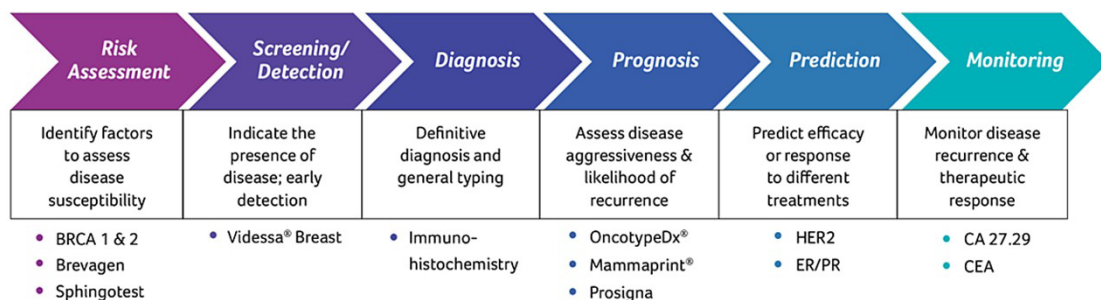 Risk
Assessment
Screening/
Detection
Diagnosis
Prognosis
Prediction
Monitoring
Identify factors
to assess
disease
susceptibility
Indicate the
presence of
disease; early
detection
Definitive
diagnosis and
general typing
Assess disease
aggressiveness &
likelihood of
recurrence
Predict efficacy
or response
to different
treatments
Monitor disease
recurrence &
therapeutic
response
• BRCA 1 & 2
• Brevagen
• Sphingotest
• Videssa® Breast
• Immuno-
histochemistry
• OncotypeDx®
• Mammaprint®
• Prosigna
• HER2
• ER/PR
• CA 27.29
• CEA